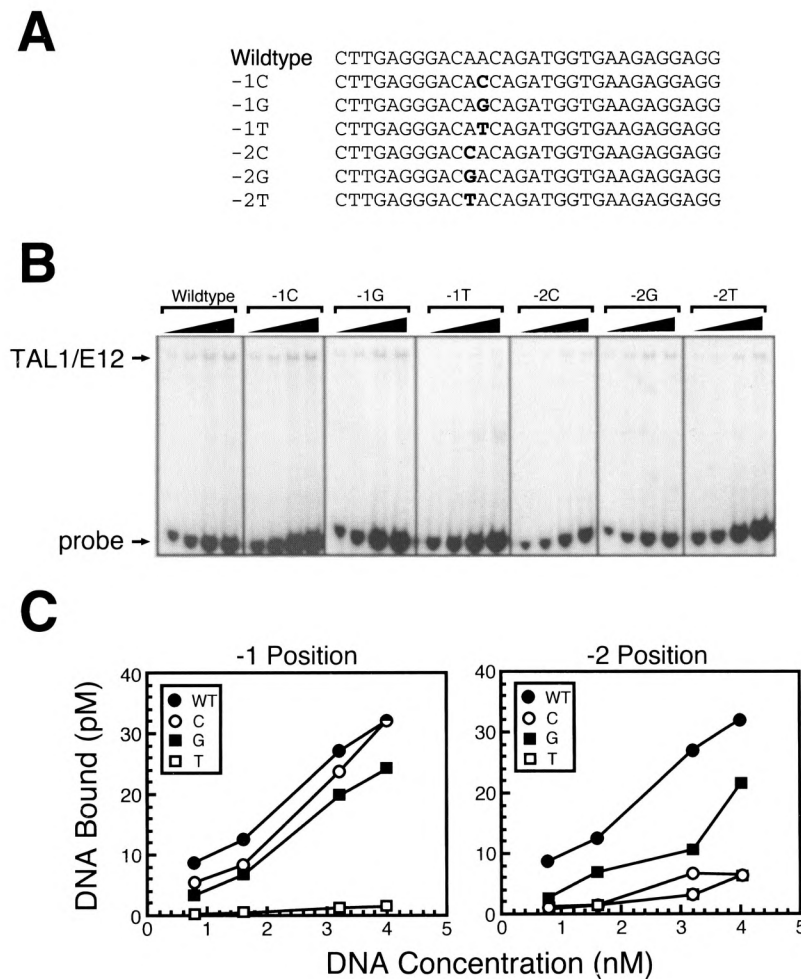 A
Wildtype CTTGAGGGACAACAGATGGTGAAGAGGAGG
-1C CTTGAGGGACACCAGATGGTGAAGAGGAGG
-1G CTTGAGGGACAGCAGATGGTGAAGAGGAGG
-1T CTTGAGGGACATCAGATGGTGAAGAGGAGG
-2C CTTGAGGGACCACAGATGGTGAAGAGGAGG
-2G CTTGAGGGACGACAGATGGTGAAGAGGAGG
-2T CTTGAGGGACTACAGATGGTGAAGAGGAGG
B
Wildtype -1C -1G -1T -2C -2G -2T
TAL1/E12
probe
C
-1 Position
-2 Position
DNA Bound (pM)
40
30
20
10
0
WT
C
G
T
0 1 2 3 4 5
40
30
20
10
0
WT
C
G
T
0 1 2 3 4 5
DNA Concentration (nM)